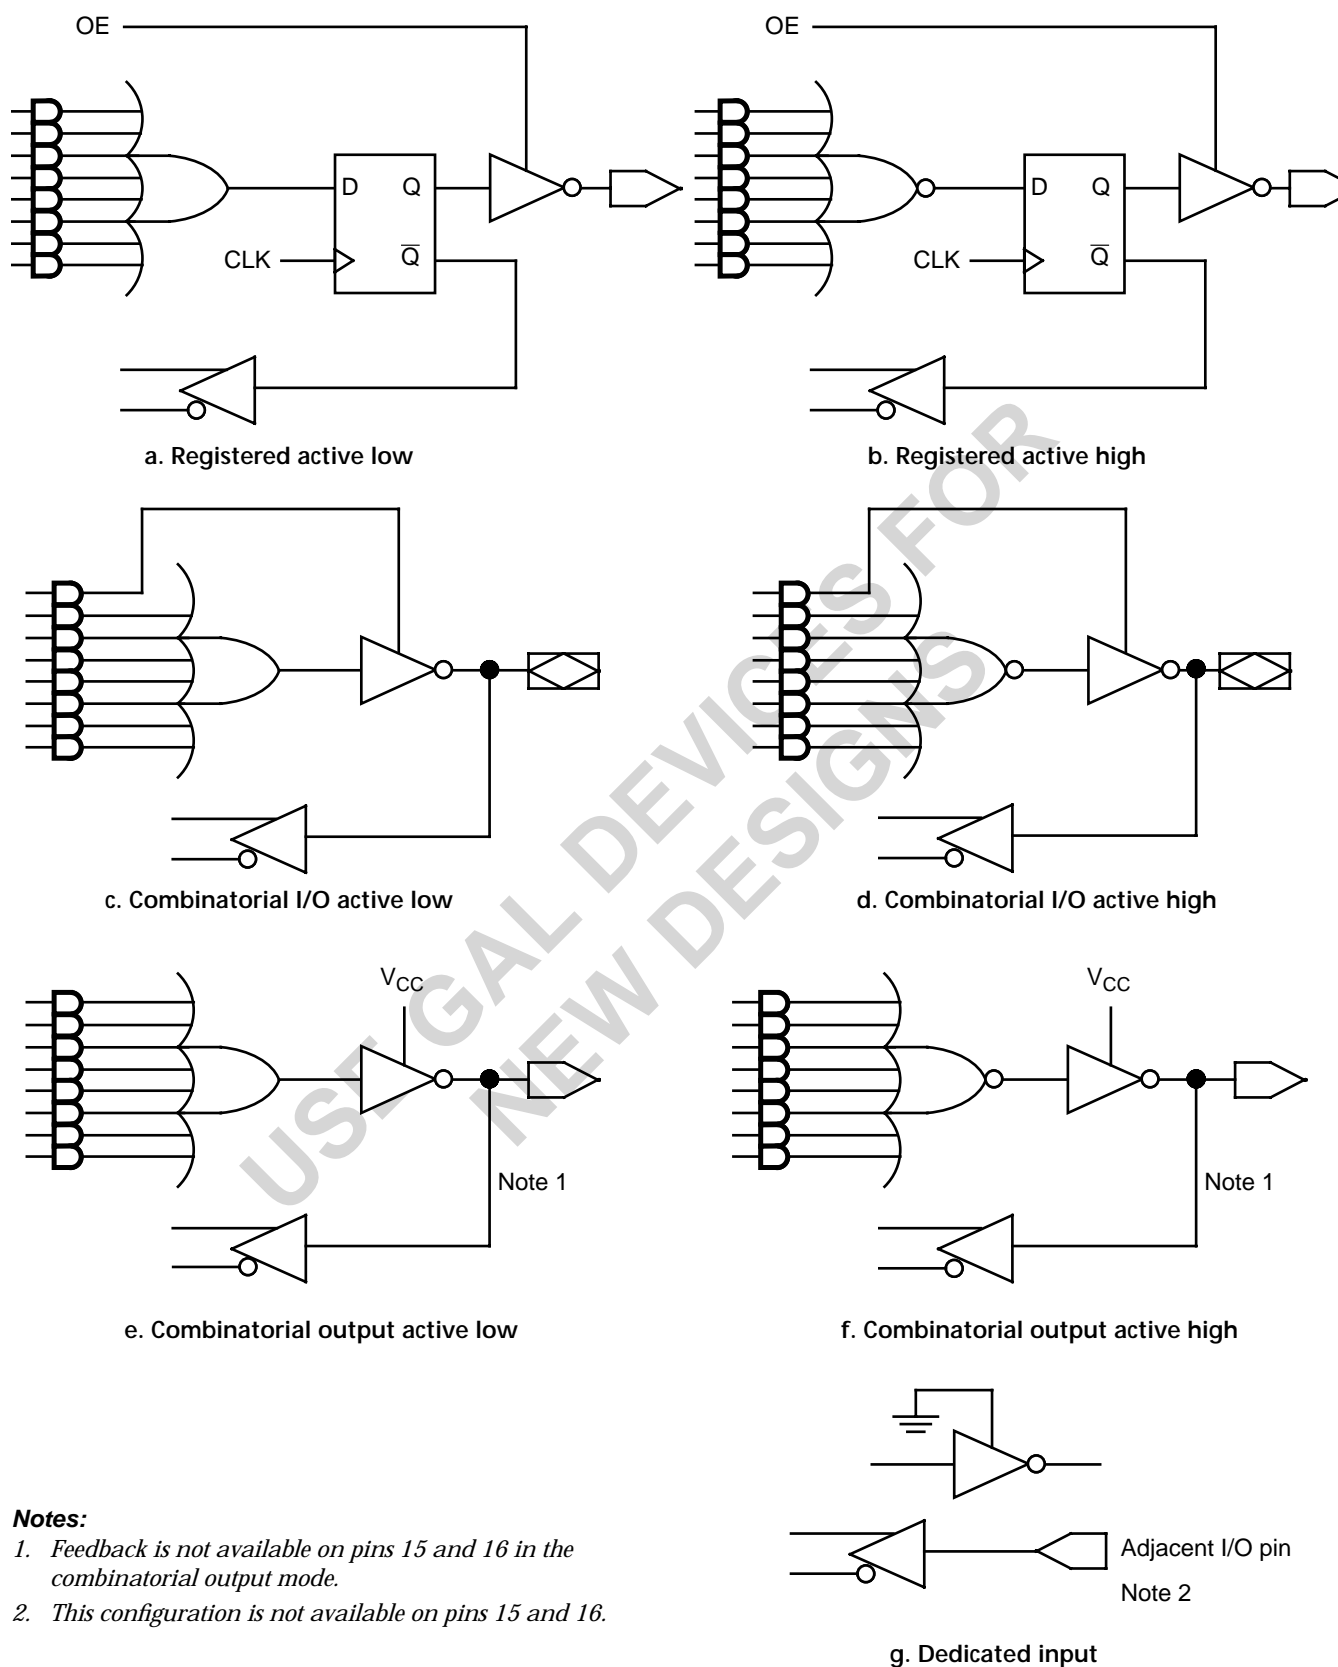 OE
OE
D Q
CLK
Q
D Q
CLK
Q
a. Registered active low
b. Registered active high
c. Combinatorial I/O active low
d. Combinatorial I/O active high
USE GAL DEVICES FOR
NEW DESIGNS
VCC
VCC
Note 1
Note 1
e. Combinatorial output active low
f. Combinatorial output active high
Notes:
1. Feedback is not available on pins 15 and 16 in the
combinatorial output mode.
2. This configuration is not available on pins 15 and 16.
Adjacent I/O pin
Note 2
g. Dedicated input